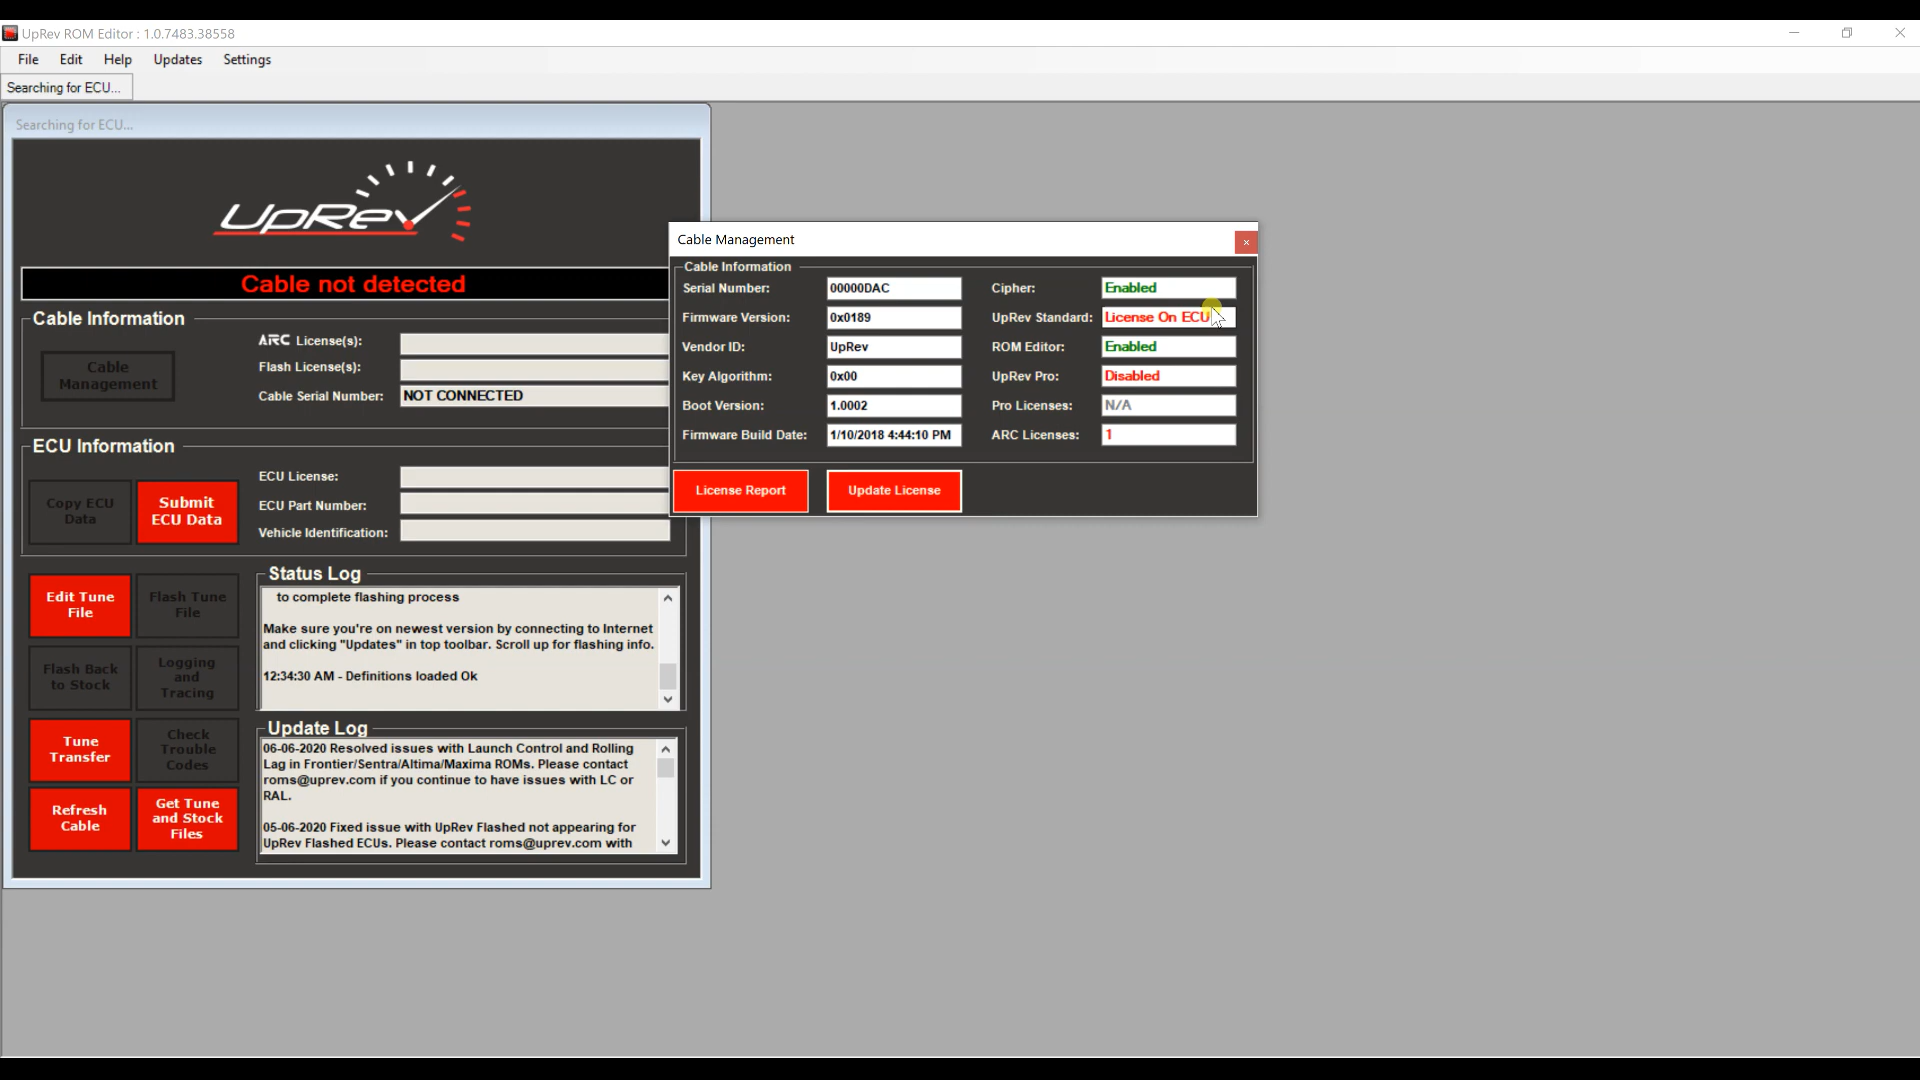 UpRev ROM Editor : 1.0.7483.38558
File Edit Help Updates Settings
Searching for ECU...
Searching for ECU...
UpRev
Cable not detected
Cable Information
Cable
Management
ARC License(s):
Flash License(s):
Cable Serial Number: NOT CONNECTED
ECU Information
Copy ECU
Data
Submit
ECU Data
ECU License:
ECU Part Number:
Vehicle Identification:
Edit Tune
File
Flash Tune
File
Flash Back
to Stock
Logging
and
Tracing
Tune
Transfer
Check
Trouble
Codes
Refresh
Cable
Get Tune
and Stock
Files
Status Log
to complete flashing process
Make sure you're on newest version by connecting to Internet
and clicking "Updates" in top toolbar. Scroll up for flashing info.
12:34:30 AM - Definitions loaded Ok
Update Log
06-06-2020 Resolved issues with Launch Control and Rolling
Lag in Frontier/Sentra/Altima/Maxima ROMs. Please contact
roms@uprev.com if you continue to have issues with LC or
RAL.
05-06-2020 Fixed issue with UpRev Flashed not appearing for
UpRev Flashed ECUs. Please contact roms@uprev.com with
Cable Management
Cable Information
Serial Number: 00000DAC Cipher: Enabled
Firmware Version: 0x0189 UpRev Standard: License On ECU
Vendor ID: UpRev ROM Editor: Enabled
Key Algorithm: 0x00 UpRev Pro: Disabled
Boot Version: 1.0002 Pro Licenses: N/A
Firmware Build Date: 1/10/2018 4:44:10 PM ARC Licenses: 1
License Report Update License